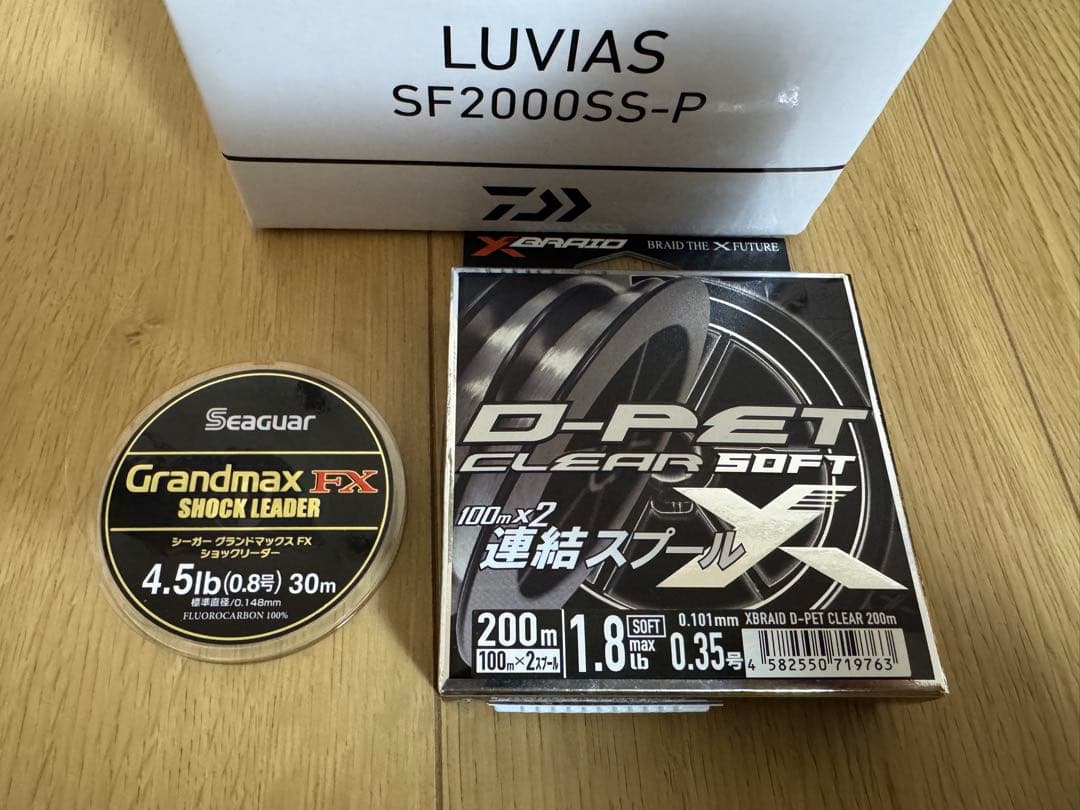 LUVIAS
SF2000SS-P
XBRAID
BRAID THE X FUTURE
D-PET
CLEAR SOFT
X
100m×2
連結スプール
200m
100m×2スプール
1.8
SOFT
max
lb
0.101mm
0.35号
XBRAID D-PET CLEAR 200m
4 582550 719763
Seaguar
Grandmax FX
SHOCK LEADER
シーガー グランドマックス FX
ショックリーダー
4.5lb(0.8号) 30m
標準直径/0.148mm
FLUOROCARBON 100%